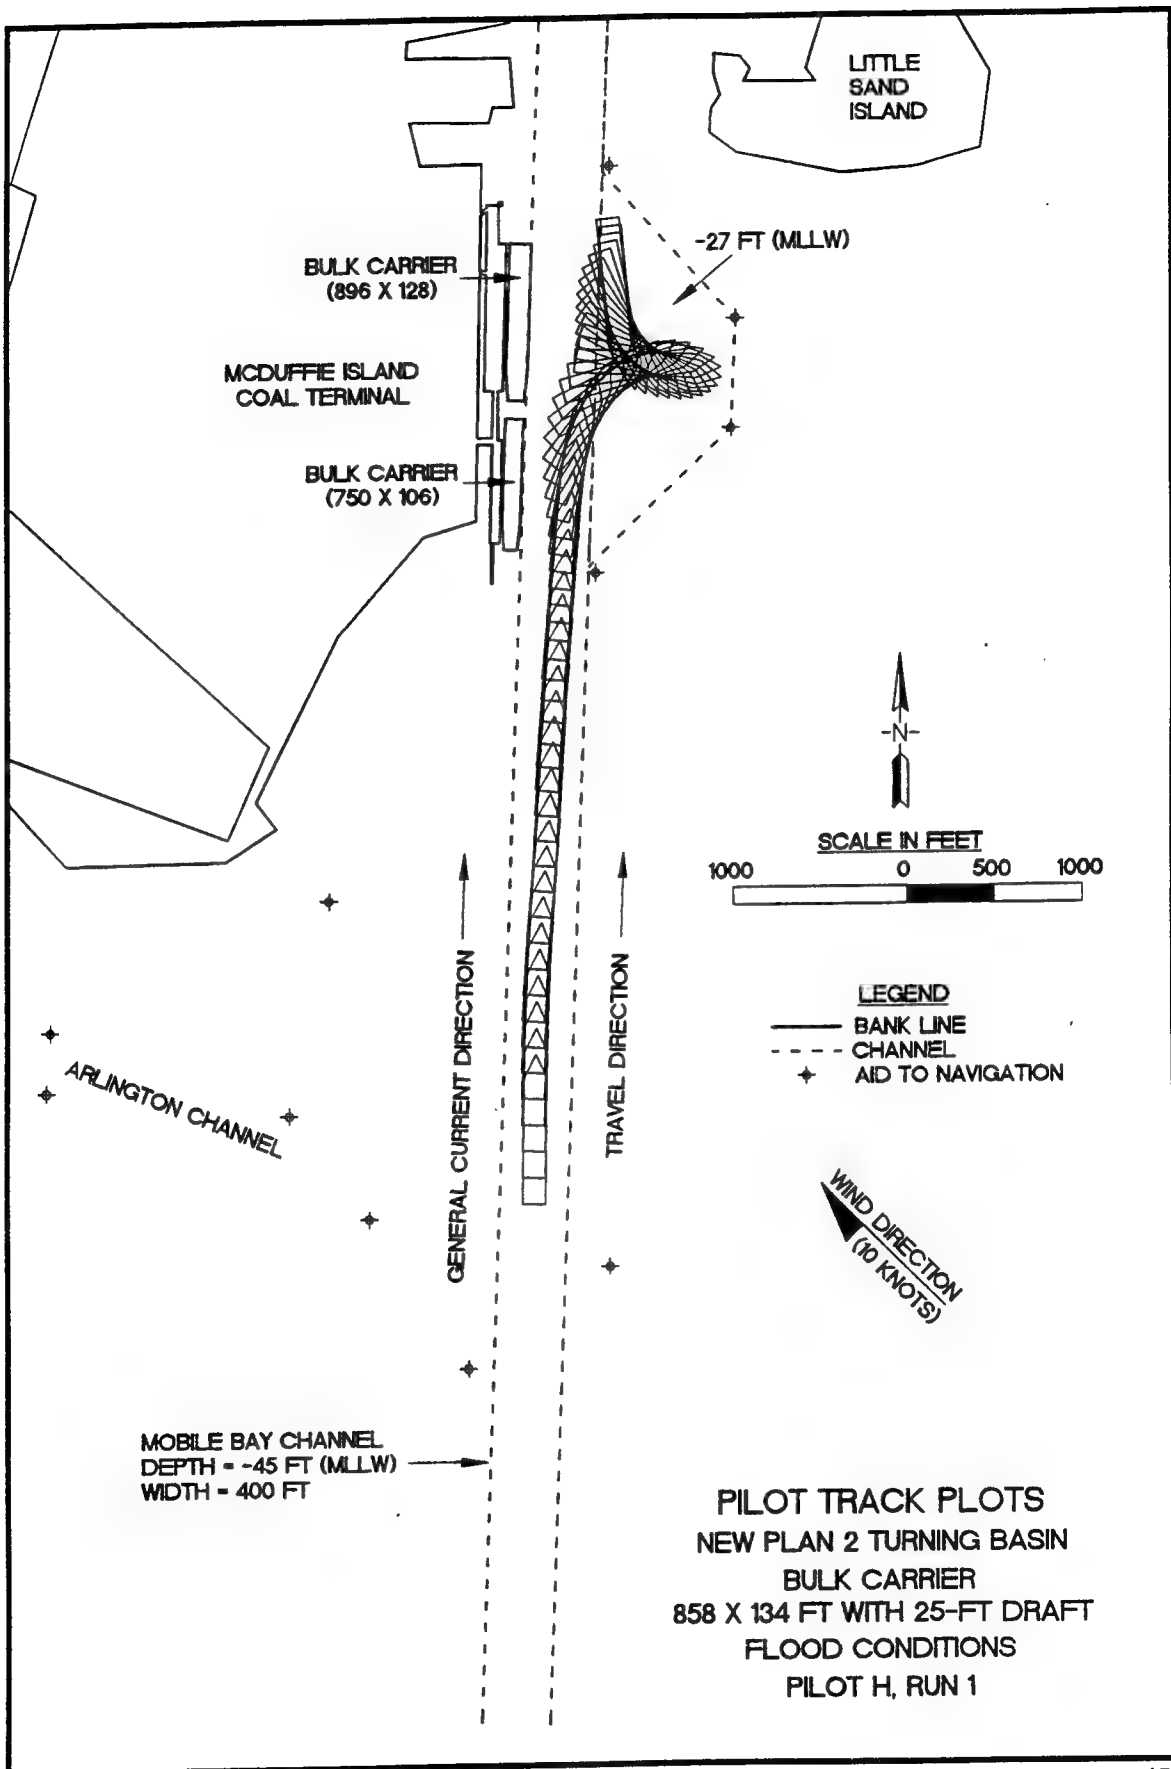 LITTLE
SAND
ISLAND
-27 FT (MLLW)
BULK CARRIER
(896 X 128)
MCDUFFIE ISLAND
COAL TERMINAL
BULK CARRIER
(750 X 106)
-N-
SCALE IN FEET
1000 0 500 1000
GENERAL CURRENT DIRECTION
TRAVEL DIRECTION
LEGEND
BANK LINE
CHANNEL
AID TO NAVIGATION
ARLINGTON CHANNEL
WIND DIRECTION
(10 KNOTS)
MOBILE BAY CHANNEL
DEPTH = -45 FT (MLLW)
WIDTH = 400 FT
PILOT TRACK PLOTS
NEW PLAN 2 TURNING BASIN
BULK CARRIER
858 X 134 FT WITH 25-FT DRAFT
FLOOD CONDITIONS
PILOT H, RUN 1